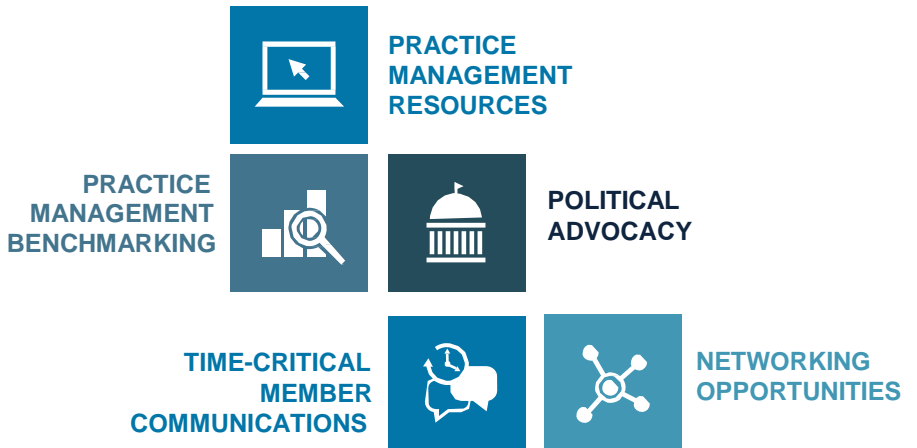 PRACTICE
MANAGEMENT
RESOURCES
PRACTICE
MANAGEMENT
BENCHMARKING
POLITICAL
ADVOCACY
TIME-CRITICAL
MEMBER
COMMUNICATIONS
NETWORKING
OPPORTUNITIES